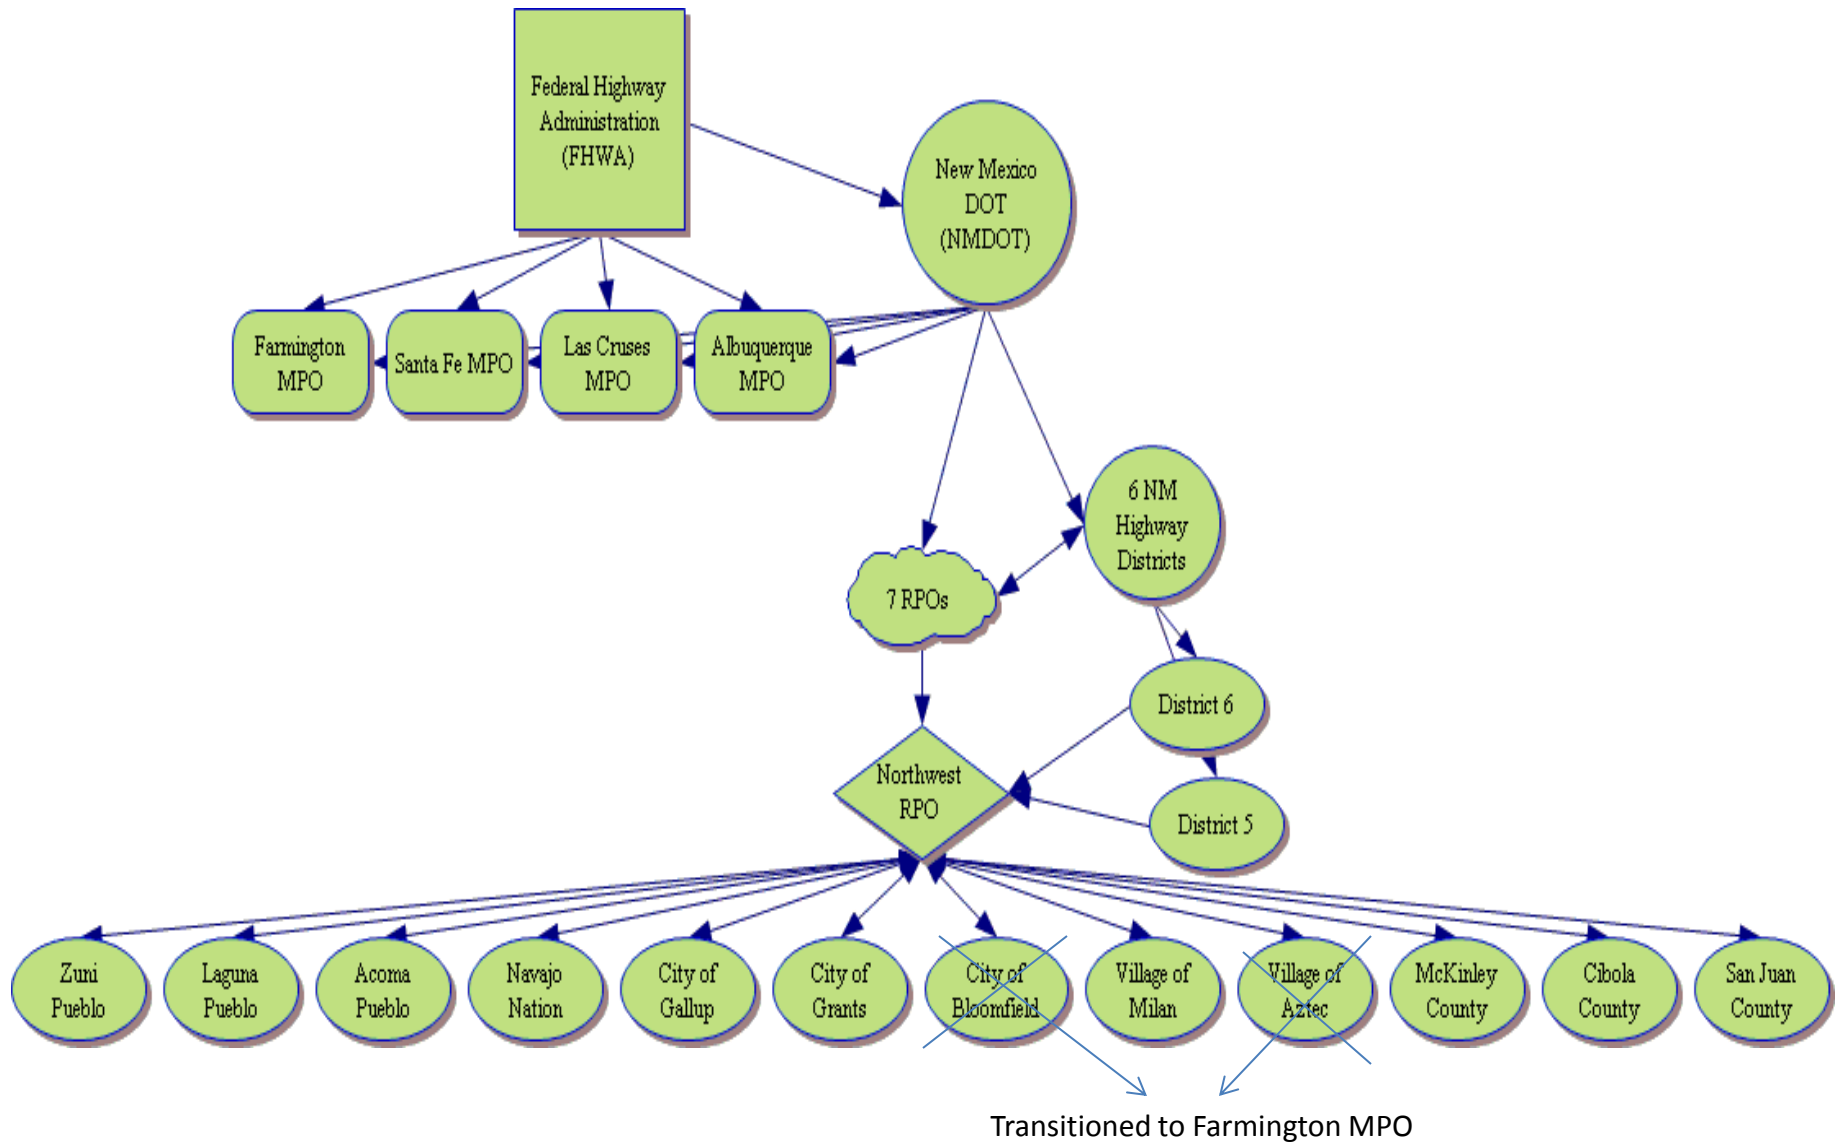 Federal Highway
Administration
(FHWA)
New Mexico
DOT
(NMDOT)
Farmington
MPO
Santa Fe MPO
Las Cruses
MPO
Albuquerque
MPO
6 NM
Highway
Districts
7 RPOs
District 6
Northwest
RPO
District 5
Zuni
Pueblo
Laguna
Pueblo
Acoma
Pueblo
Navajo
Nation
City of
Gallup
City of
Grants
City of
Bloomfield
Village of
Milan
Village of
Aztec
McKinley
County
Cibola
County
San Juan
County
Transitioned to Farmington MPO